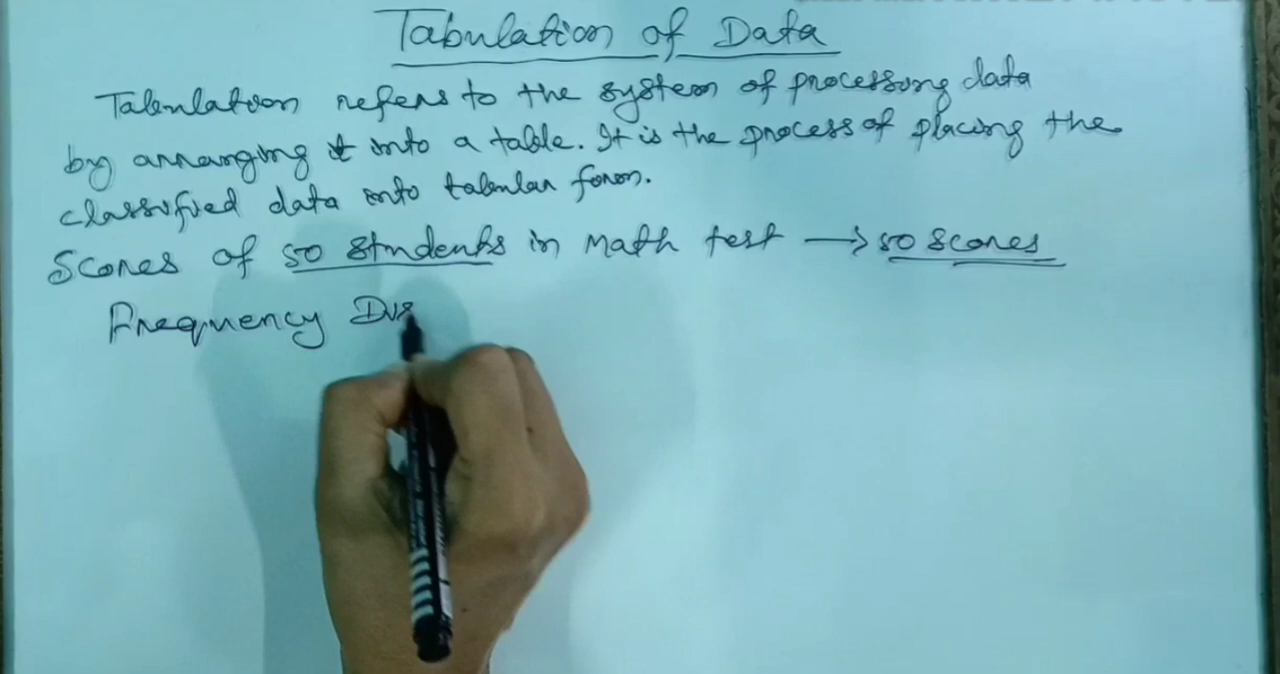 Tabulation of Data
Tabulation refers to the system of processing data
by arranging it into a table. It is the process of placing the
classified data into tabular form.
Scores of 50 students in Math test → 50 scores
Frequency Dis